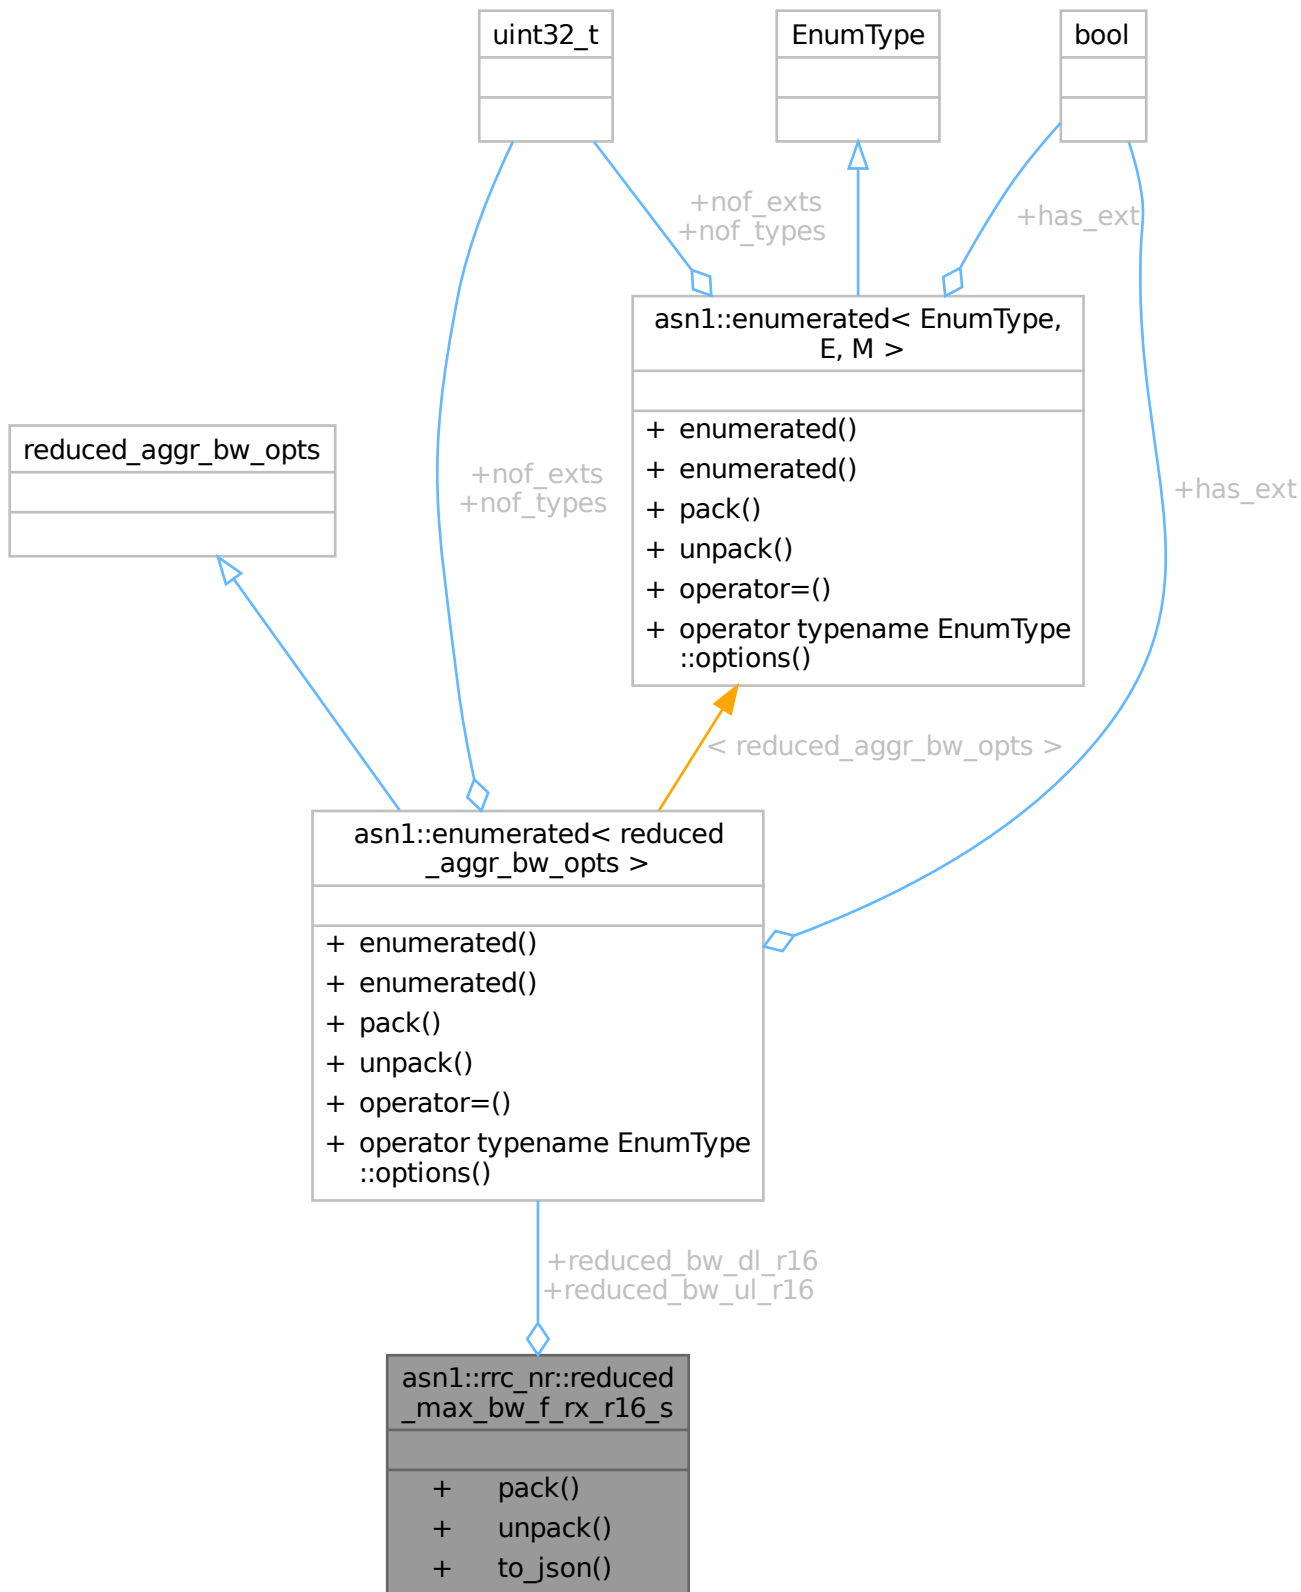 uint32_t
EnumType
bool
+nof_exts
+nof_types
+has_ext
asn1::enumerated< EnumType,
E, M >
+ enumerated()
+ enumerated()
+ pack()
+ unpack()
+ operator=()
+ operator typename EnumType
::options()
reduced_aggr_bw_opts
+nof_exts
+nof_types
+has_ext
< reduced_aggr_bw_opts >
asn1::enumerated< reduced
_aggr_bw_opts >
+ enumerated()
+ enumerated()
+ pack()
+ unpack()
+ operator=()
+ operator typename EnumType
::options()
+reduced_bw_dl_r16
+reduced_bw_ul_r16
asn1::rrc_nr::reduced
_max_bw_f_rx_r16_s
+ pack()
+ unpack()
+ to_json()